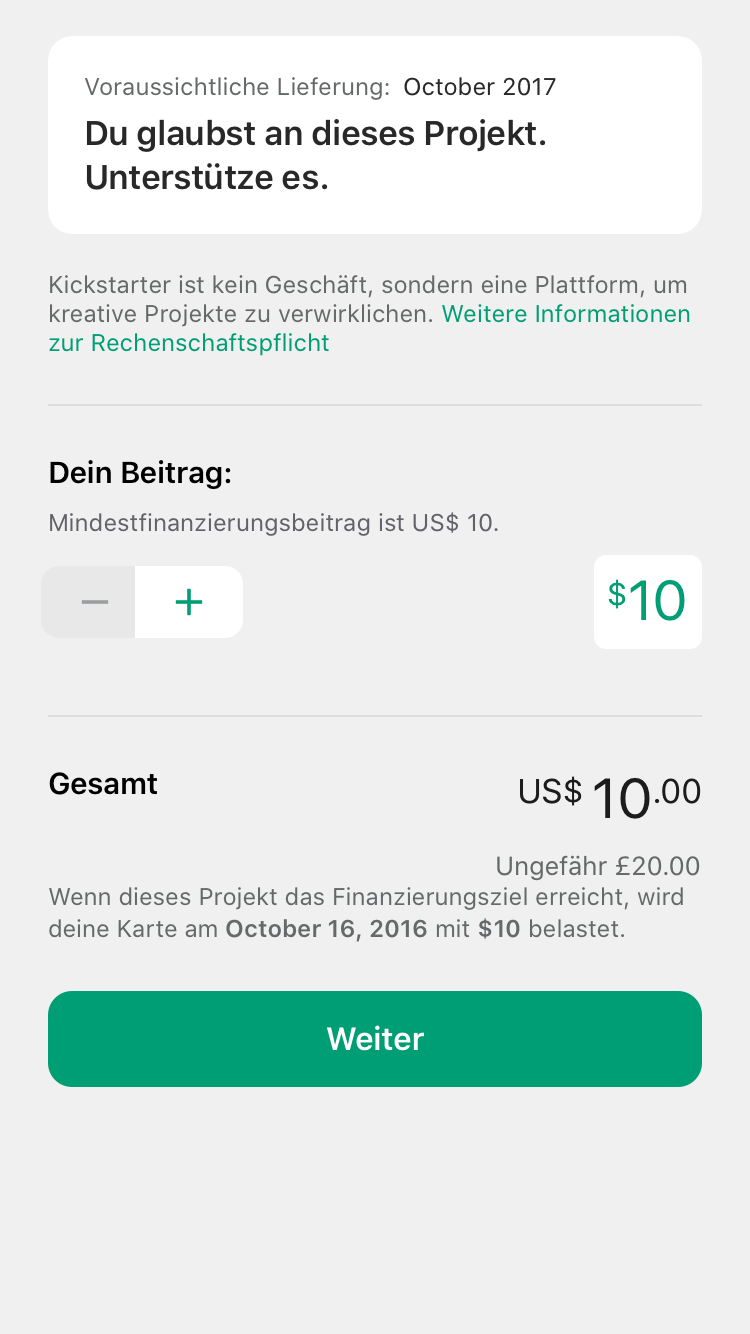 Voraussichtliche Lieferung: October 2017
Du glaubst an dieses Projekt.
Unterstütze es.
Kickstarter ist kein Geschäft, sondern eine Plattform, um
kreative Projekte zu verwirklichen. Weitere Informationen
zur Rechenschaftspflicht
Dein Beitrag:
Mindestfinanzierungsbeitrag ist US$ 10.
$10
Gesamt US$ 10.00
Ungefähr £20.00
Wenn dieses Projekt das Finanzierungsziel erreicht, wird
deine Karte am October 16, 2016 mit $10 belastet.
Weiter